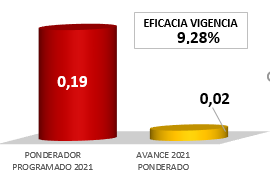 EFICACIA VIGENCIA
9,28%
0,19
0,02
PONDERADOR
PROGRAMADO 2021
AVANCE 2021
PONDERADO